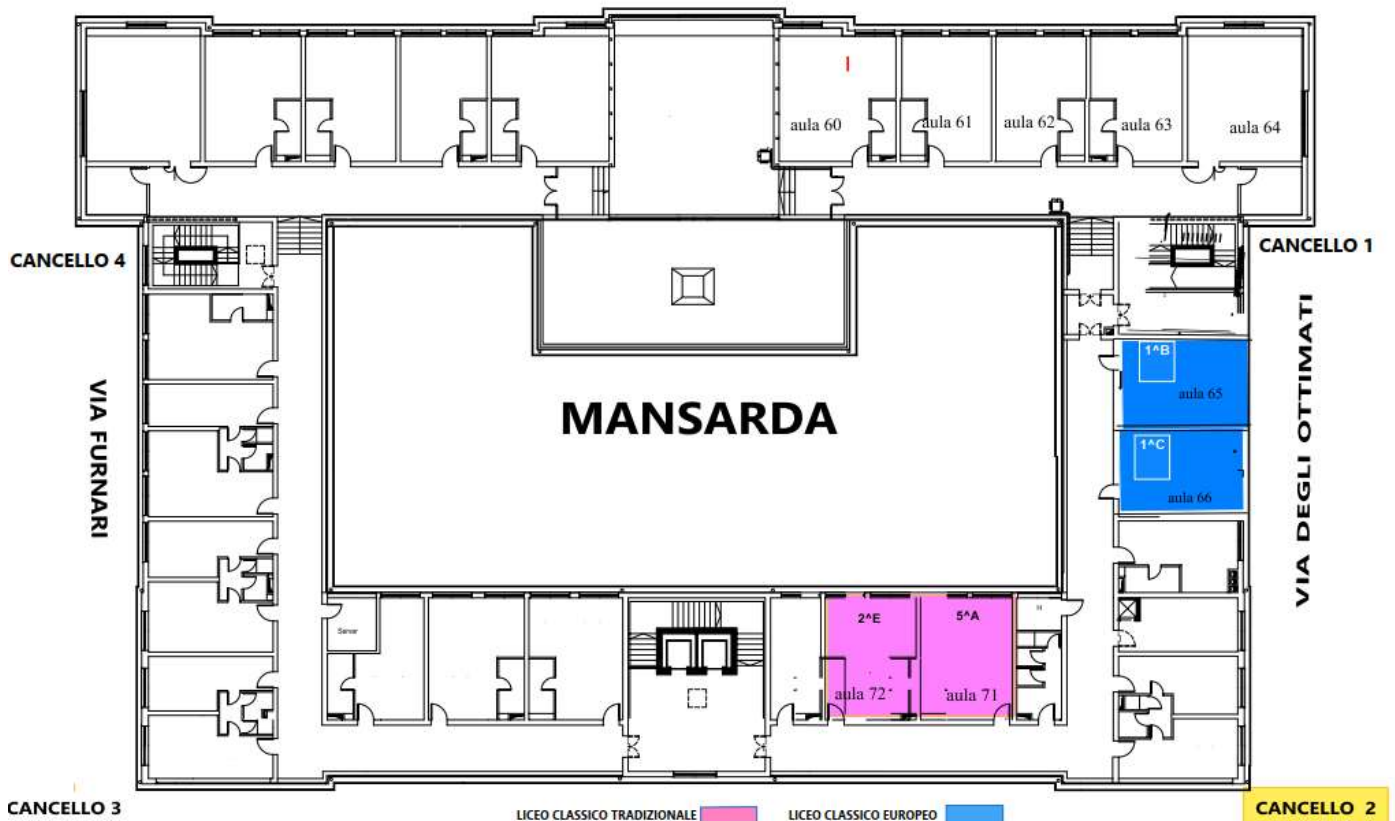 aula 60
aula 61
aula 62
aula 63
aula 64
CANCELLO 4
CANCELLO 1
VIA FURNARI
MANSARDA
VIA DEGLI OTTIMATI
1^B
aula 65
1^C
aula 66
Server
2^E
5^A
H
aula 72
aula 71
CANCELLO 3
LICEO CLASSICO TRADIZIONALE
LICEO CLASSICO EUROPEO
CANCELLO 2